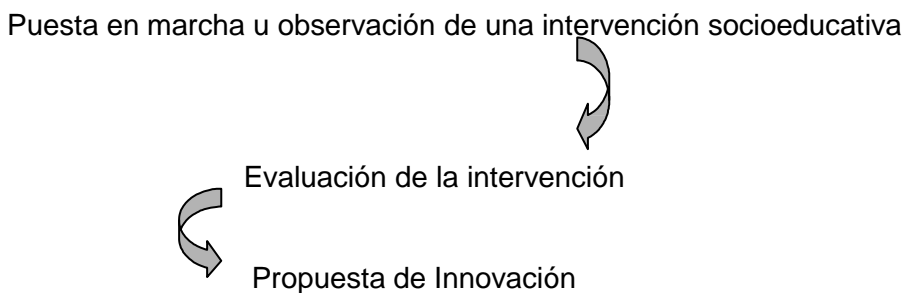 Puesta en marcha u observación de una intervención socioeducativa
Evaluación de la intervención
Propuesta de Innovación